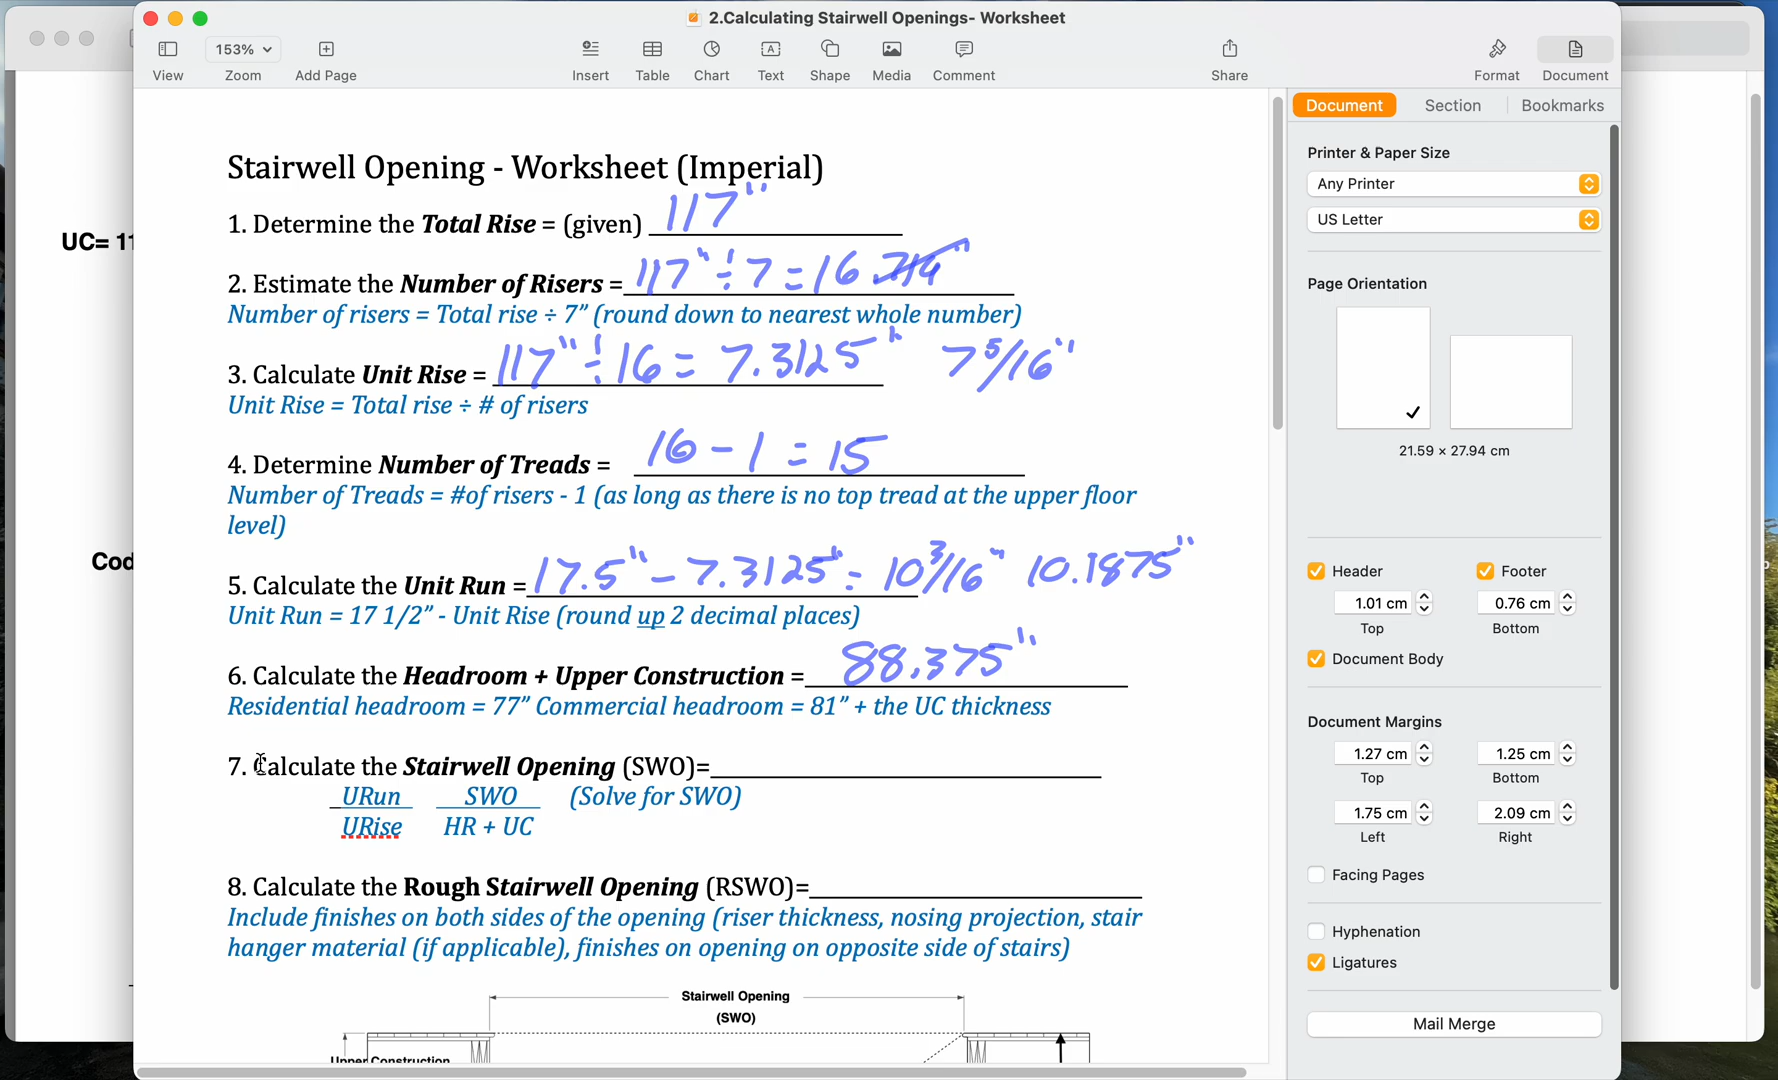 2.Calculating Stairwell Openings- Worksheet
153%
View Zoom Add Page Insert Table Chart Text Shape Media Comment Share Format Document
Document Section Bookmarks
Printer & Paper Size
Any Printer
US Letter
Page Orientation
21.59 × 27.94 cm
Header Footer
1.01 cm 0.76 cm
Top Bottom
Document Body
Document Margins
1.27 cm 1.25 cm
Top Bottom
1.75 cm 2.09 cm
Left Right
Facing Pages
Hyphenation
Ligatures
Mail Merge
UC= 11
Cod
Stairwell Opening - Worksheet (Imperial)
1. Determine the Total Rise = (given) 117"
2. Estimate the Number of Risers = 117" ÷ 7 = 16.714"
Number of risers = Total rise ÷ 7” (round down to nearest whole number)
3. Calculate Unit Rise = 117" ÷ 16 = 7.3125" 7 5/16"
Unit Rise = Total rise ÷ # of risers
4. Determine Number of Treads = 16 - 1 = 15
Number of Treads = #of risers - 1 (as long as there is no top tread at the upper floor
level)
5. Calculate the Unit Run = 17.5" - 7.3125" = 10 3/16" 10.1875"
Unit Run = 17 1/2” - Unit Rise (round up 2 decimal places)
6. Calculate the Headroom + Upper Construction = 88.375"
Residential headroom = 77” Commercial headroom = 81” + the UC thickness
7. Calculate the Stairwell Opening (SWO)=
URun SWO (Solve for SWO)
URise HR + UC
8. Calculate the Rough Stairwell Opening (RSWO)=
Include finishes on both sides of the opening (riser thickness, nosing projection, stair
hanger material (if applicable), finishes on opening on opposite side of stairs)
Stairwell Opening
(SWO)
Upper Construction